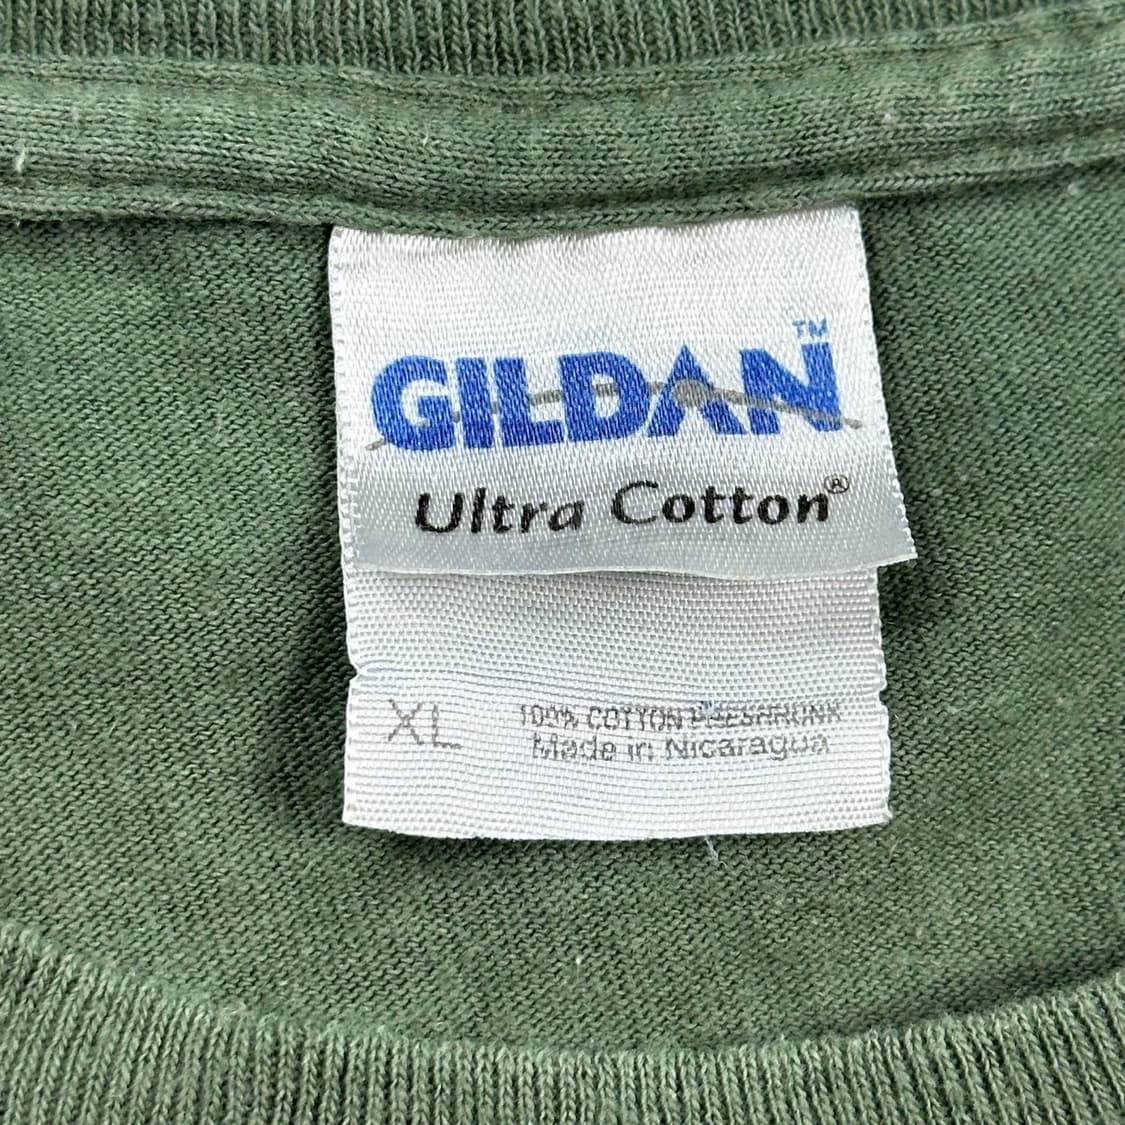 GILDAN™
Ultra Cotton®
XL 100% COTTON PRESHRUNK
Made in Nicaragua